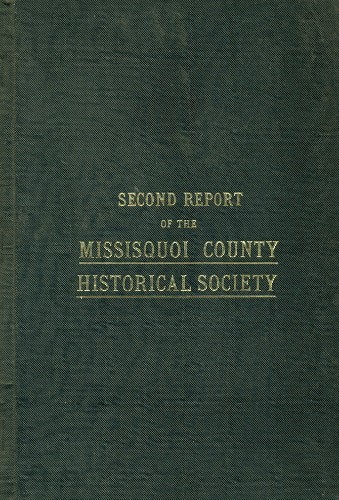 SECOND REPORT
OF THE
MISSISQUOI COUNTY
HISTORICAL SOCIETY